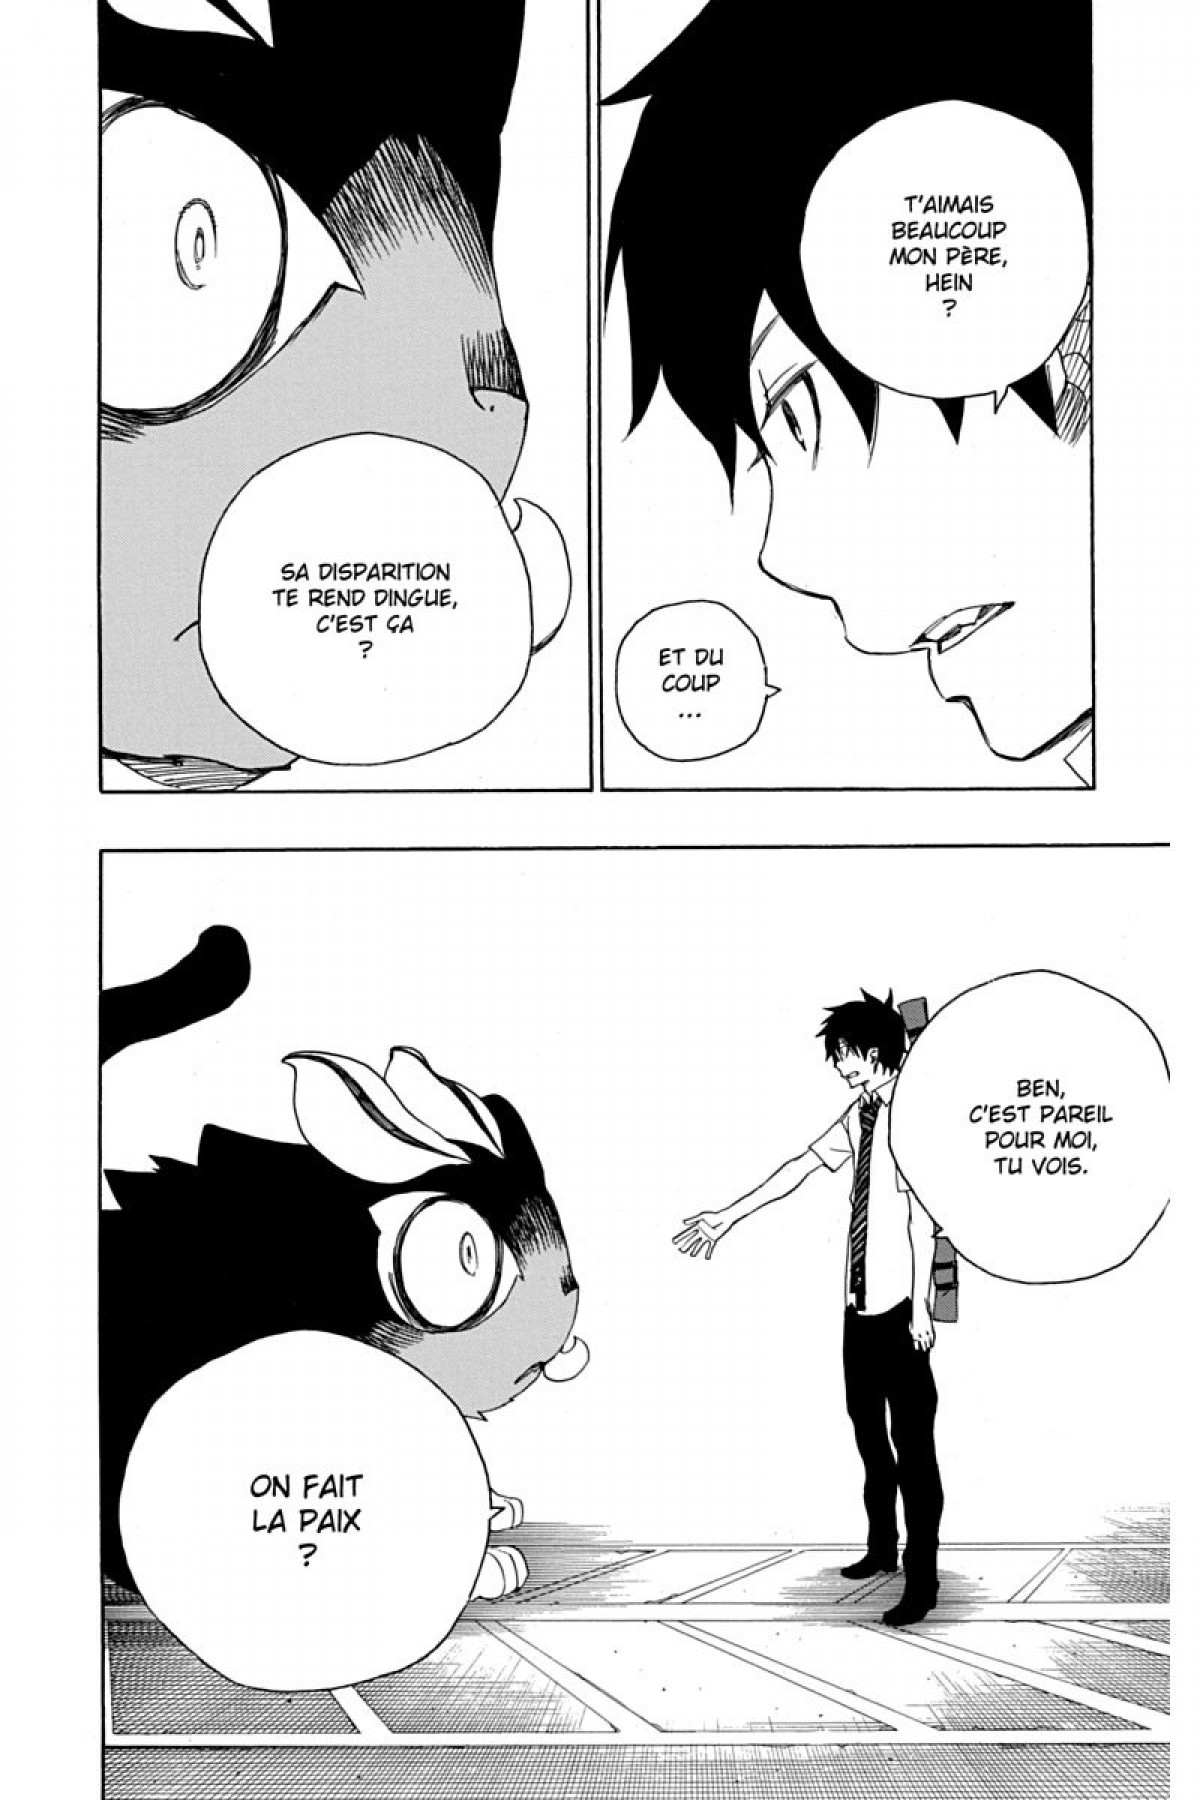 T'AIMAIS
BEAUCOUP
MON PÈRE,
HEIN
?
ET DU
COUP
...
SA DISPARITION
TE REND DINGUE,
C'EST ÇA
?
BEN,
C'EST PAREIL
POUR MOI,
TU VOIS.
ON FAIT
LA PAIX
?